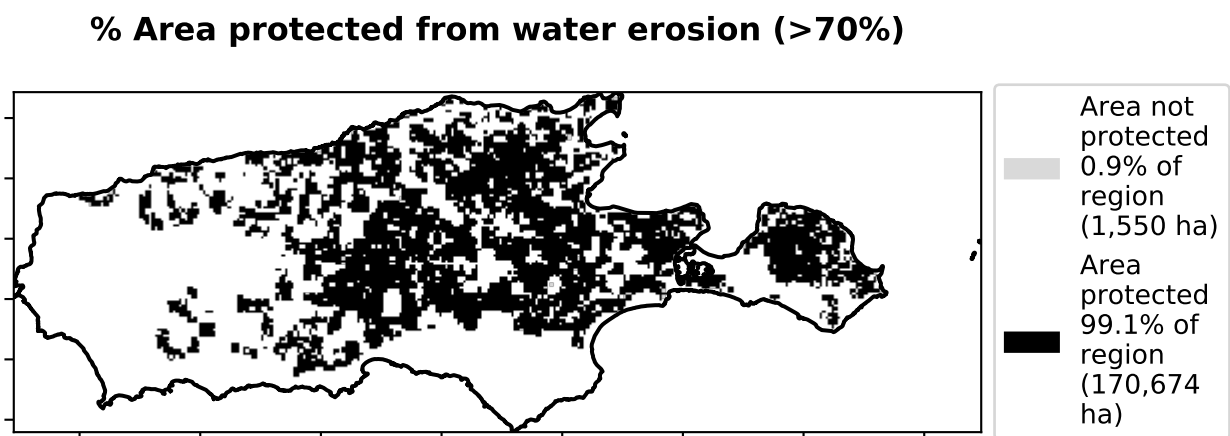 % Area protected from water erosion (>70%)
Area not
protected
0.9% of
region
(1,550 ha)
Area
protected
99.1% of
region
(170,674
ha)